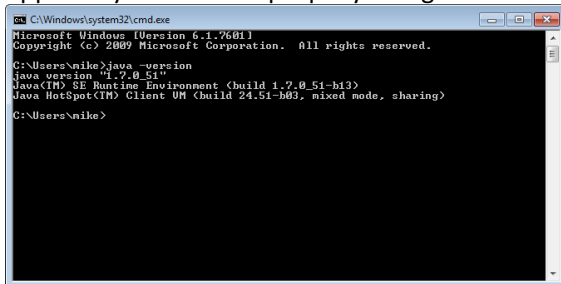 C:\Windows\system32\cmd.exe
Microsoft Windows [Version 6.1.7601]
Copyright (c) 2009 Microsoft Corporation.  All rights reserved.
C:\Users\mike>java -version
java version "1.7.0_51"
Java(TM) SE Runtime Environment (build 1.7.0_51-b13)
Java HotSpot(TM) Client VM (build 24.51-b03, mixed mode, sharing)
C:\Users\mike>